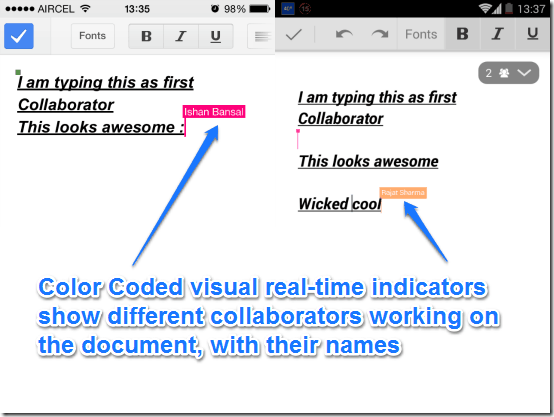 AIRCEL 13:35 98%
Fonts B I U
I am typing this as first
Collaborator
Ishan Bansal
This looks awesome :
40° 15 13:37
Fonts B I U
2
I am typing this as first
Collaborator
This looks awesome
Rajat Sharma
Wicked cool
Color Coded visual real-time indicators
show different collaborators working on
the document, with their names